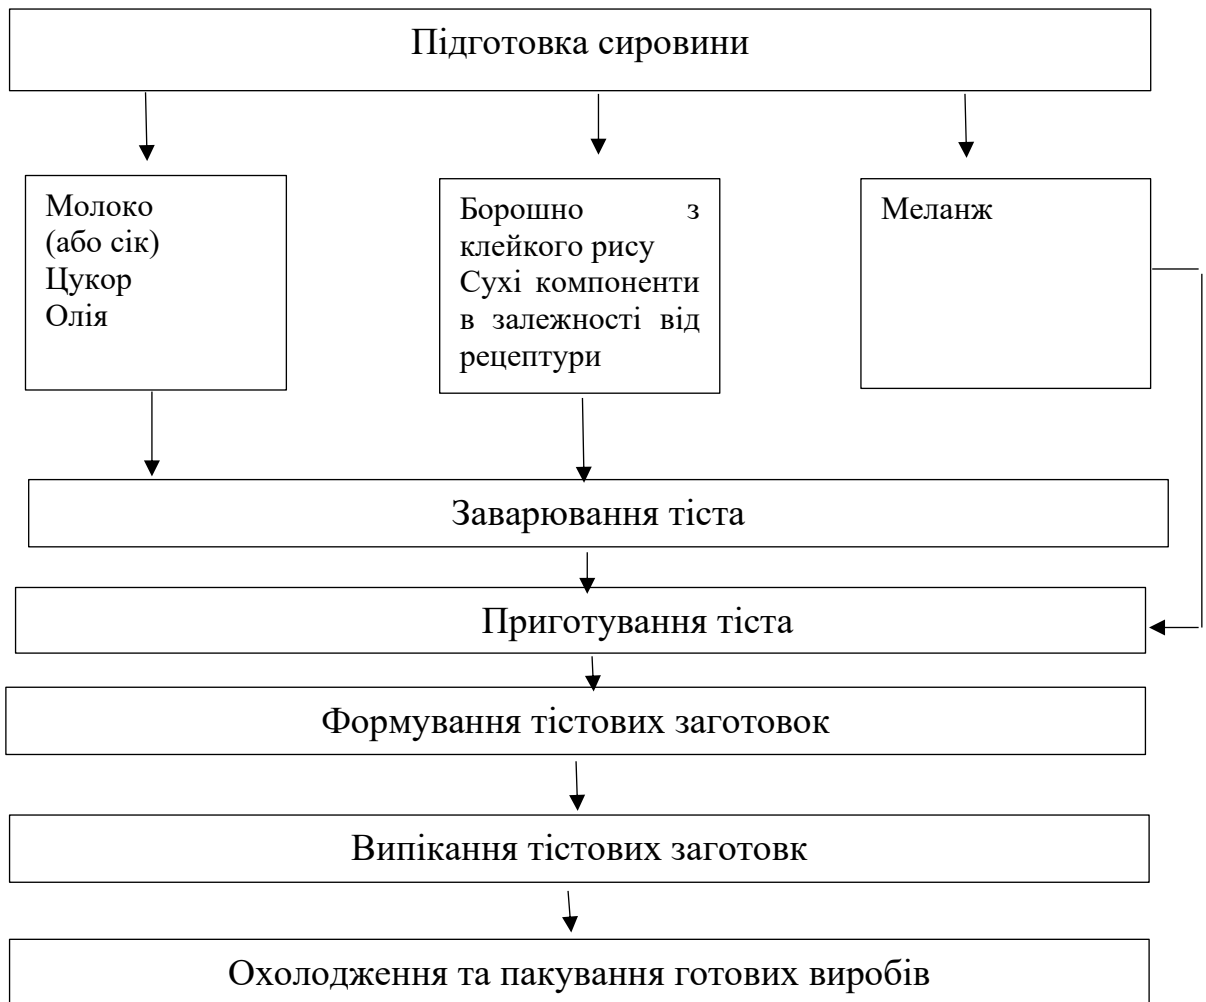 Підготовка сировини
Молоко
(або сік)
Цукор
Олія
Борошно з
клейкого рису
Сухі компоненти
в залежності від
рецептури
Меланж
Заварювання тіста
Приготування тіста
Формування тістових заготовок
Випікання тістових заготовк
Охолодження та пакування готових виробів